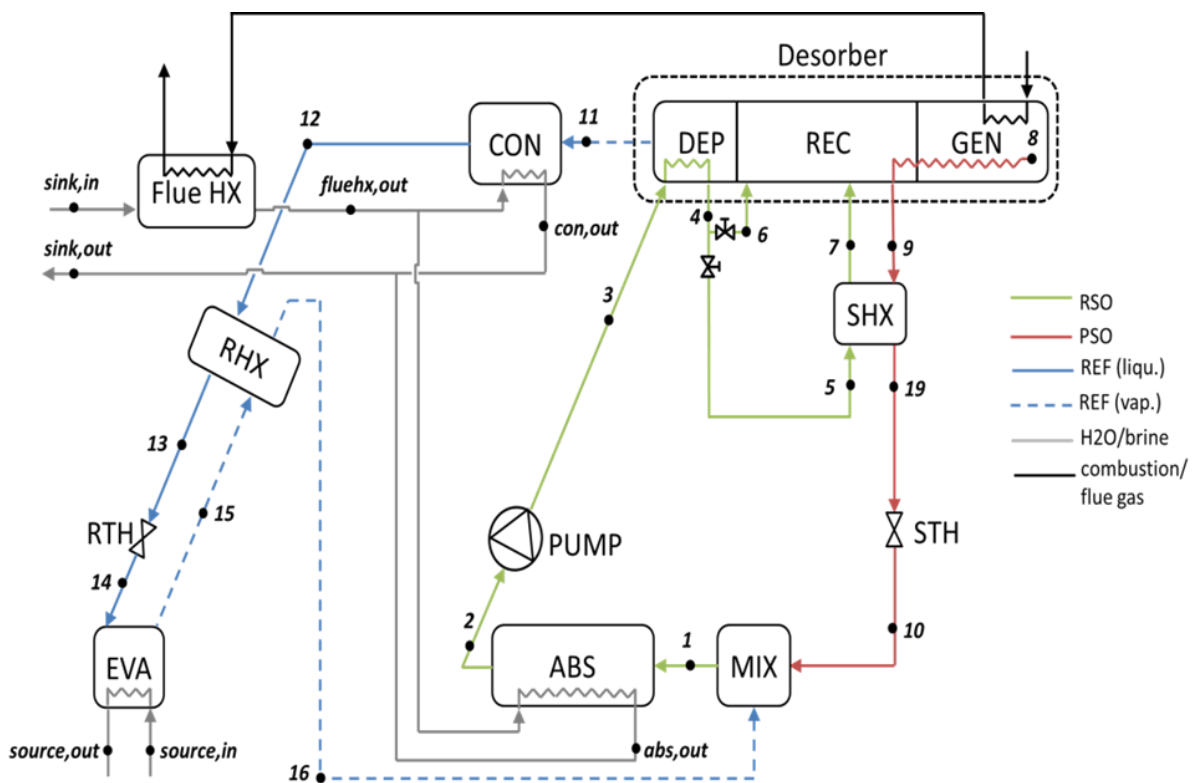 Desorber
12
11
8
CON
DEP
REC
GEN
sink,in
Flue HX
fluehx,out
4
6
con,out
7
9
sink,out
3
SHX
RSO
RHX
PSO
5
19
REF (liqu.)
REF (vap.)
13
H2O/brine
15
combustion/
flue gas
RTH
PUMP
STH
14
2
10
1
EVA
ABS
MIX
source,out
source,in
abs,out
16